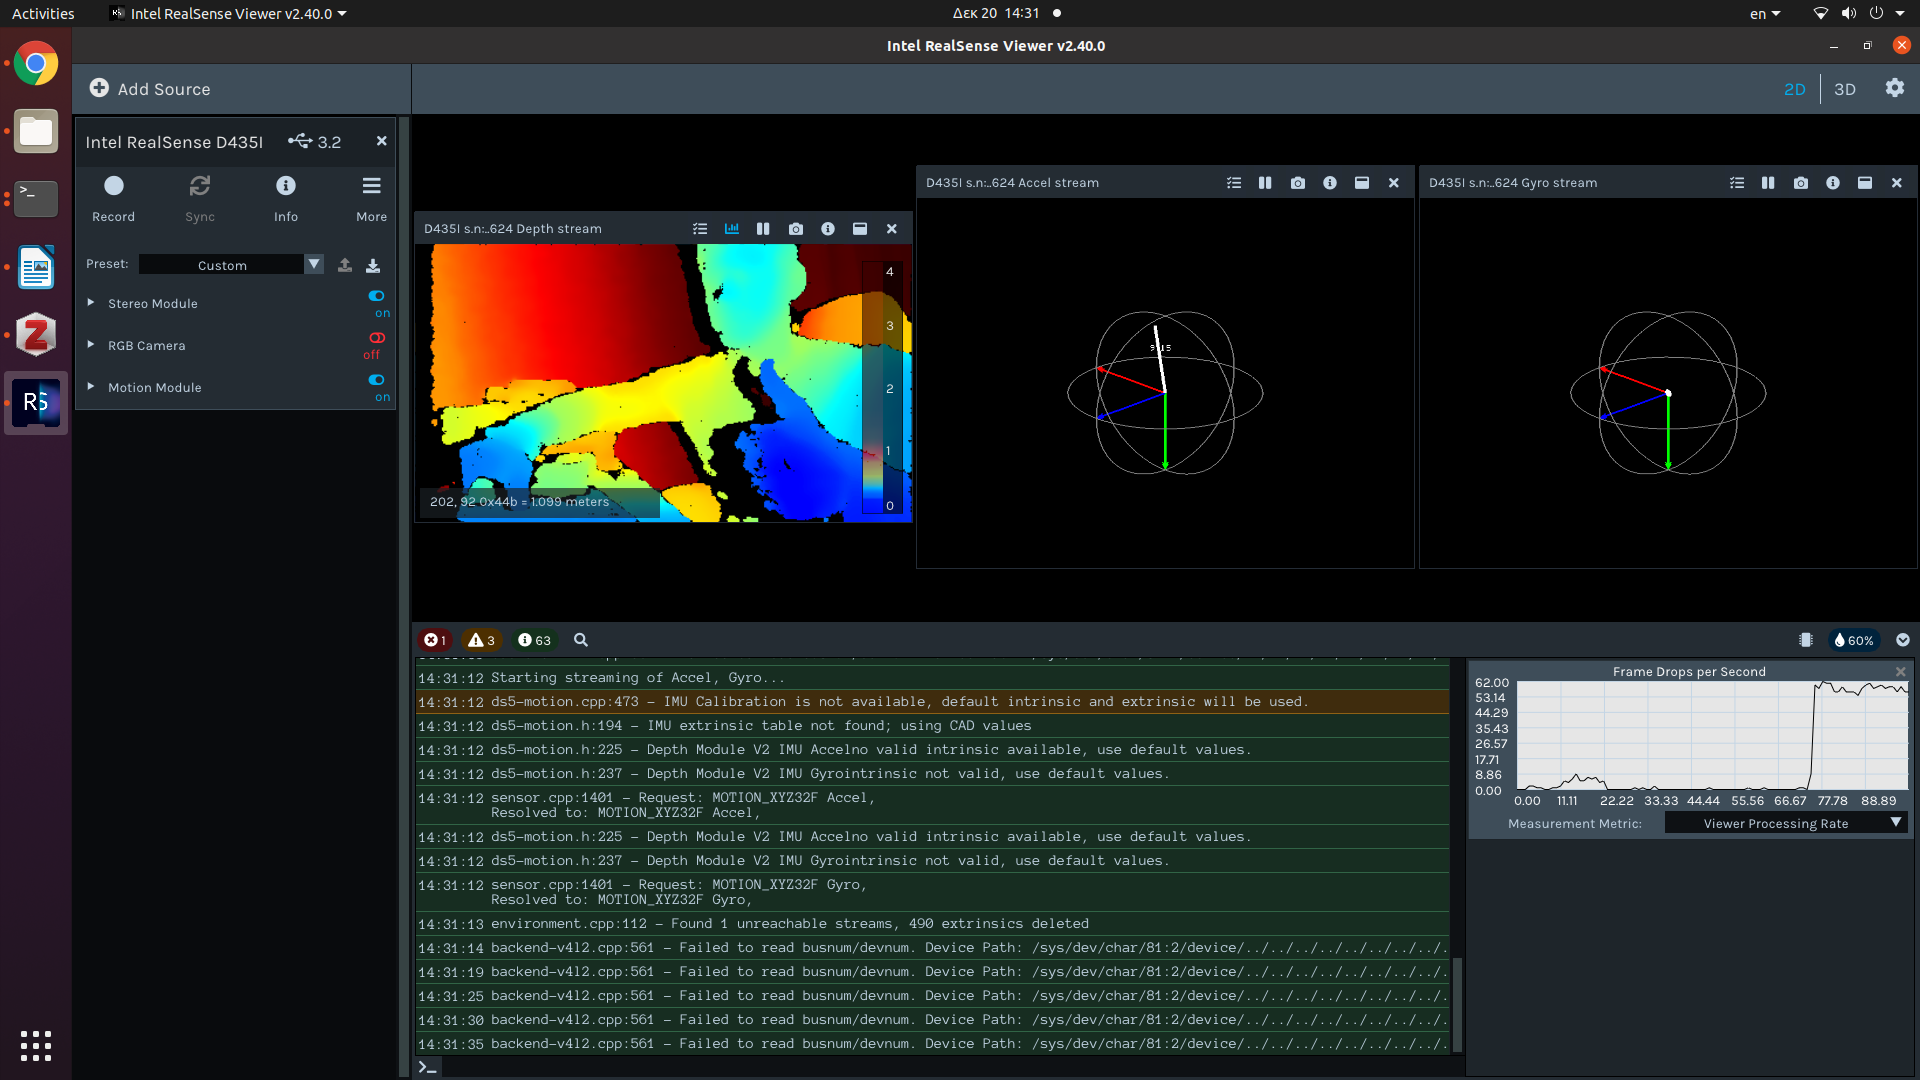 Activities
Intel RealSense Viewer v2.40.0
Δεκ 20 14:31
en
Intel RealSense Viewer v2.40.0
Add Source
2D
3D
Intel RealSense D435I
3.2
Record
Sync
Info
More
Preset:
Custom
Stereo Module
on
RGB Camera
off
Motion Module
on
D435I s.n:..624 Depth stream
4
3
2
1
0
202, 92 0x44b = 1.099 meters
D435I s.n:..624 Accel stream
D435I s.n:..624 Gyro stream
1
3
63
60%
14:31:12 Starting streaming of Accel, Gyro...
14:31:12 ds5-motion.cpp:473 - IMU Calibration is not available, default intrinsic and extrinsic will be used.
14:31:12 ds5-motion.h:194 - IMU extrinsic table not found; using CAD values
14:31:12 ds5-motion.h:225 - Depth Module V2 IMU Accelno valid intrinsic available, use default values.
14:31:12 ds5-motion.h:237 - Depth Module V2 IMU Gyrointrinsic not valid, use default values.
14:31:12 sensor.cpp:1401 - Request: MOTION_XYZ32F Accel,
Resolved to: MOTION_XYZ32F Accel,
14:31:12 ds5-motion.h:225 - Depth Module V2 IMU Accelno valid intrinsic available, use default values.
14:31:12 ds5-motion.h:237 - Depth Module V2 IMU Gyrointrinsic not valid, use default values.
14:31:12 sensor.cpp:1401 - Request: MOTION_XYZ32F Gyro,
Resolved to: MOTION_XYZ32F Gyro,
14:31:13 environment.cpp:112 - Found 1 unreachable streams, 490 extrinsics deleted
14:31:14 backend-v4l2.cpp:561 - Failed to read busnum/devnum. Device Path: /sys/dev/char/81:2/device/../../../../../../../.
14:31:19 backend-v4l2.cpp:561 - Failed to read busnum/devnum. Device Path: /sys/dev/char/81:2/device/../../../../../../../.
14:31:25 backend-v4l2.cpp:561 - Failed to read busnum/devnum. Device Path: /sys/dev/char/81:2/device/../../../../../../../.
14:31:30 backend-v4l2.cpp:561 - Failed to read busnum/devnum. Device Path: /sys/dev/char/81:2/device/../../../../../../../.
14:31:35 backend-v4l2.cpp:561 - Failed to read busnum/devnum. Device Path: /sys/dev/char/81:2/device/../../../../../../../.
Frame Drops per Second
62.00
53.14
44.29
35.43
26.57
17.71
8.86
0.00
0.00 11.11 22.22 33.33 44.44 55.56 66.67 77.78 88.89
Measurement Metric:
Viewer Processing Rate